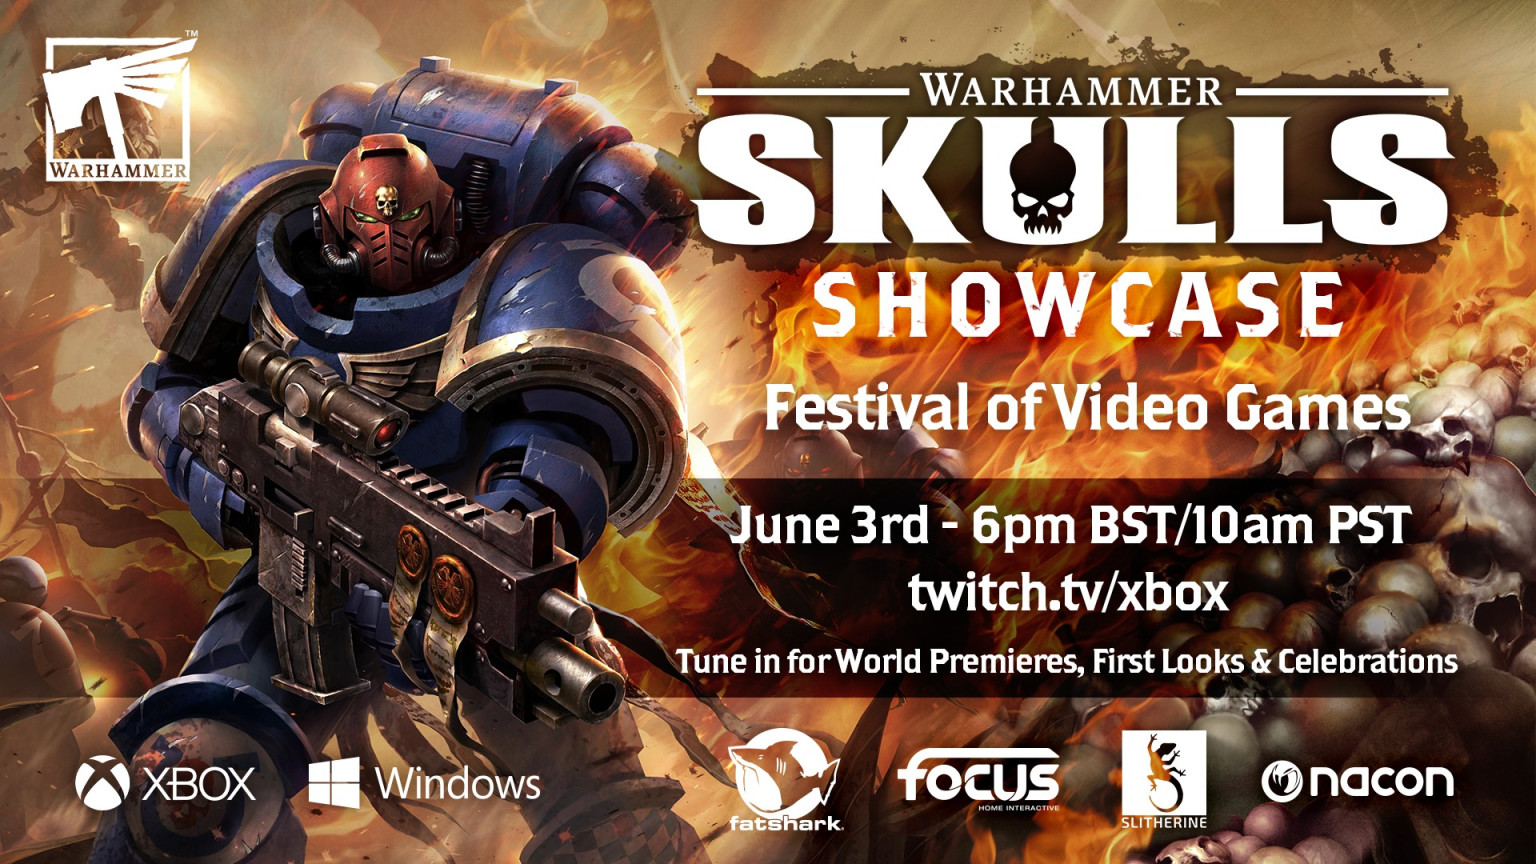 WARHAMMER
TM
WARHAMMER
SKULLS
SHOWCASE
Festival of Video Games
June 3rd - 6pm BST/10am PST
twitch.tv/xbox
Tune in for World Premieres, First Looks & Celebrations
XBOX
Windows
fatshark
focus
HOME INTERACTIVE
SLITHERINE
nacon